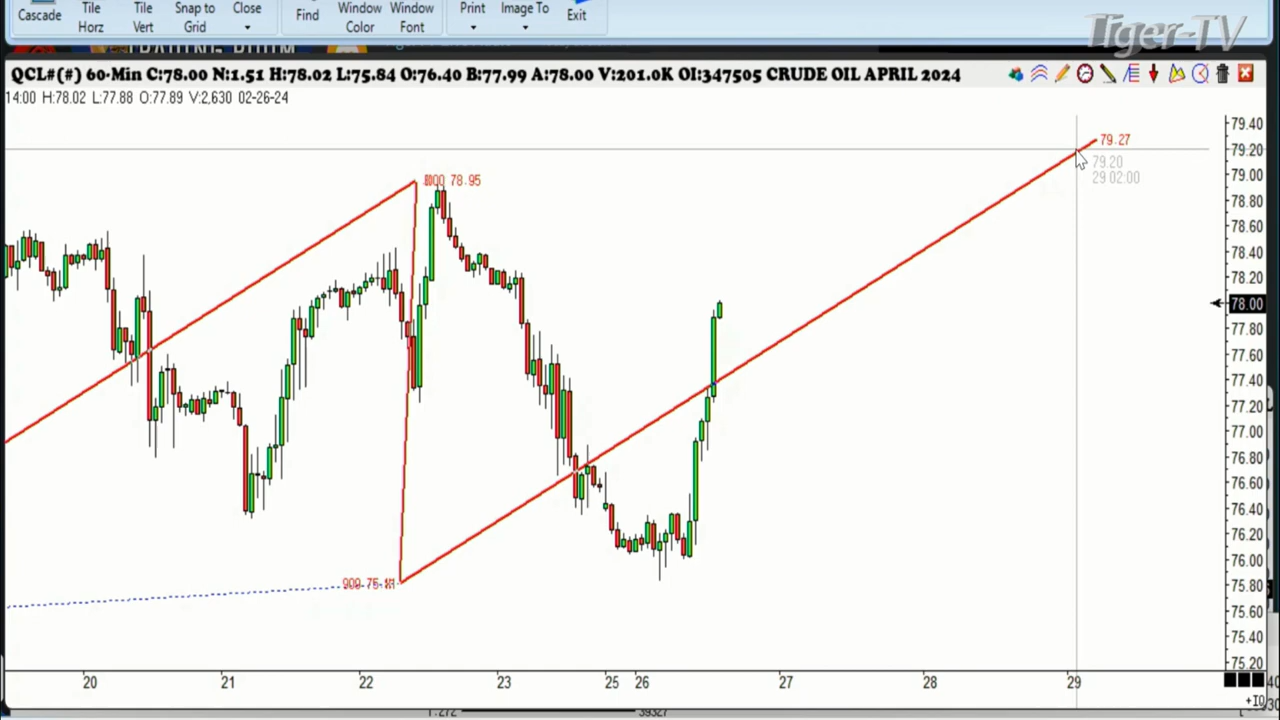 Cascade
Tile
Horz
Tile
Vert
Snap to
Grid
Close
Find
Window
Color
Window
Font
Print
Image To
Exit
Tiger-TV
QCL#(#) 60-Min C:78.00 N:1.51 H:78.02 L:75.84 O:76.40 B:77.99 A:78.00 V:201.0K OI:347505 CRUDE OIL APRIL 2024
14:00 H:78.02 L:77.88 O:77.89 V:2,630 02-26-24
79.40
79.27
79.20
79.20
29 02:00
78.95
79.00
78.80
78.60
78.40
78.20
78.00
77.80
77.60
77.40
77.20
77.00
76.80
76.60
76.40
76.20
76.00
75.80
75.60
75.40
75.20
20
21
22
23
25
26
27
28
29